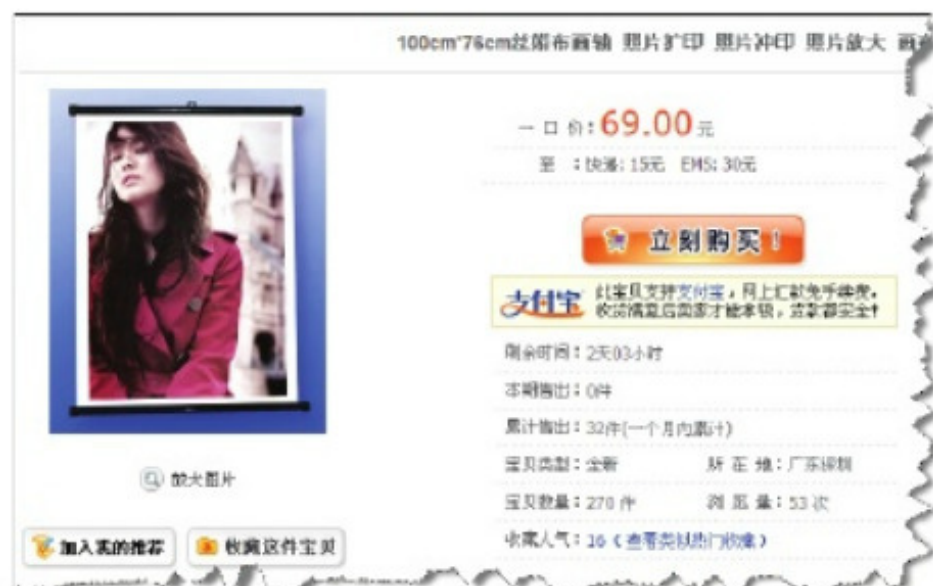 100cm*76cm丝绢布画轴 照片扩印 照片冲印 照片放大 画布
一 口 价：69.00 元
至 ：快递：15元 EMS：30元
立刻购买！
支付宝
此宝贝支持支付宝，网上汇款免手续费。
收货满意后卖家才能拿钱，货款都安全！
剩余时间：2天03小时
本期售出：0件
累计售出：32件(一个月内累计)
宝贝类型：全新 所 在 地：广东深圳
宝贝数量：270 件 浏 览 量：53 次
收藏人气：16（查看类似热门收藏）
放大图片
加入我的推荐
收藏这件宝贝